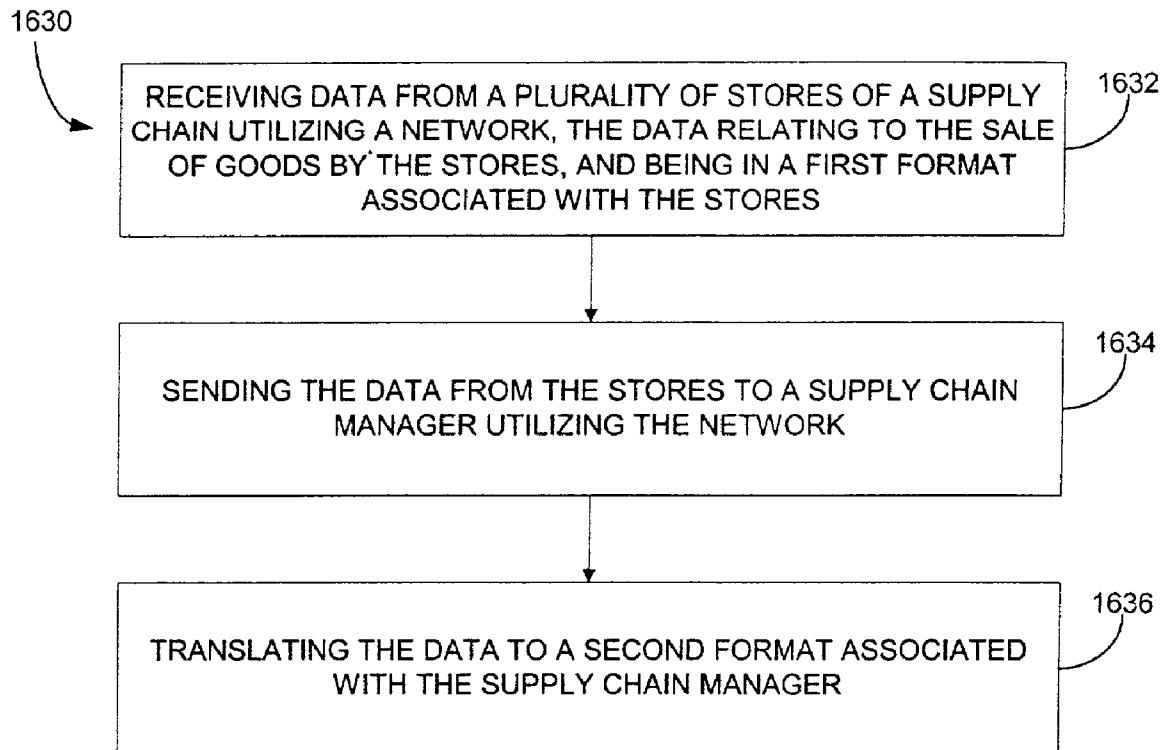 1630
1632
RECEIVING DATA FROM A PLURALITY OF STORES OF A SUPPLY
CHAIN UTILIZING A NETWORK, THE DATA RELATING TO THE SALE
OF GOODS BY THE STORES, AND BEING IN A FIRST FORMAT
ASSOCIATED WITH THE STORES
1634
SENDING THE DATA FROM THE STORES TO A SUPPLY CHAIN
MANAGER UTILIZING THE NETWORK
1636
TRANSLATING THE DATA TO A SECOND FORMAT ASSOCIATED
WITH THE SUPPLY CHAIN MANAGER